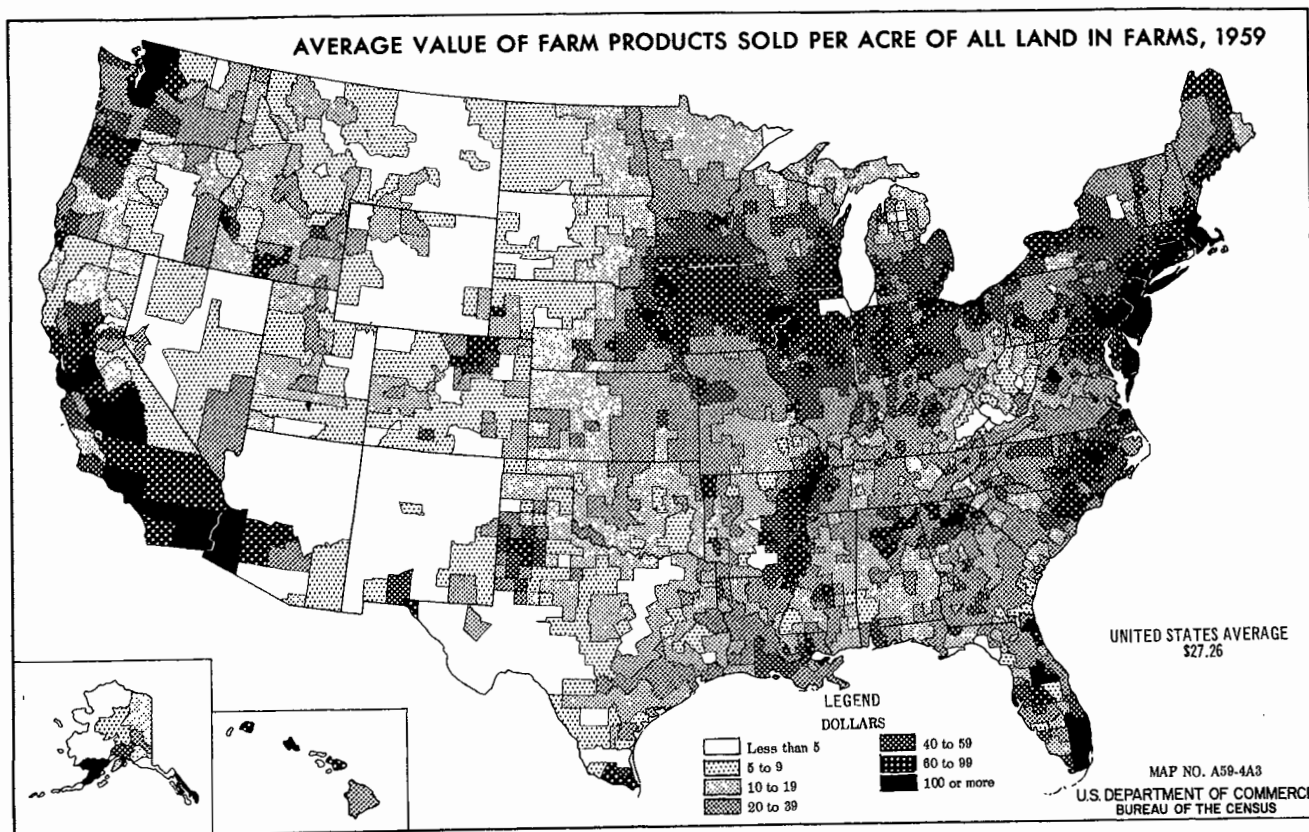 AVERAGE VALUE OF FARM PRODUCTS SOLD PER ACRE OF ALL LAND IN FARMS, 1959
UNITED STATES AVERAGE
$27.26
LEGEND
DOLLARS
Less than 5
5 to 9
10 to 19
20 to 39
40 to 59
60 to 99
100 or more
MAP NO. A59-4A3
U.S. DEPARTMENT OF COMMERCE
BUREAU OF THE CENSUS